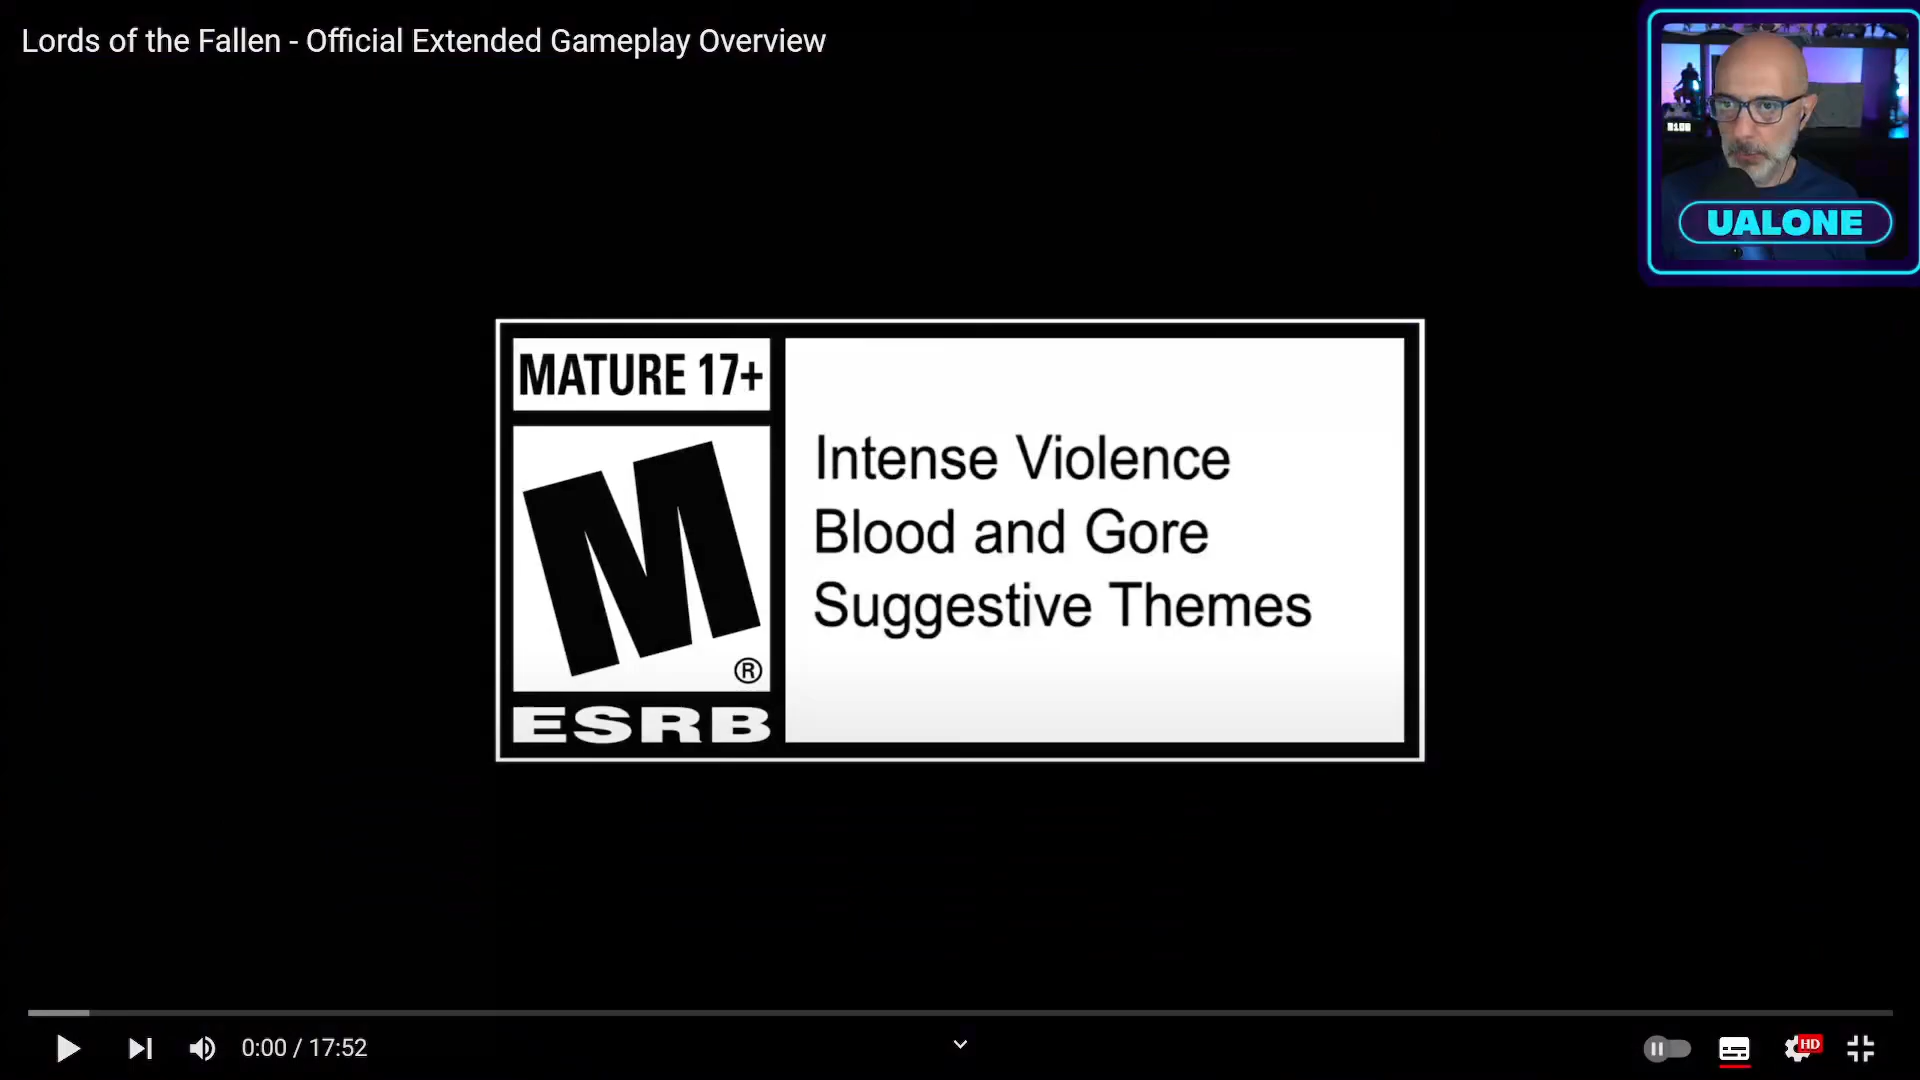 Lords of the Fallen - Official Extended Gameplay Overview
UALONE
MATURE 17+
M
®
ESRB
Intense Violence
Blood and Gore
Suggestive Themes
0:00 / 17:52
HD